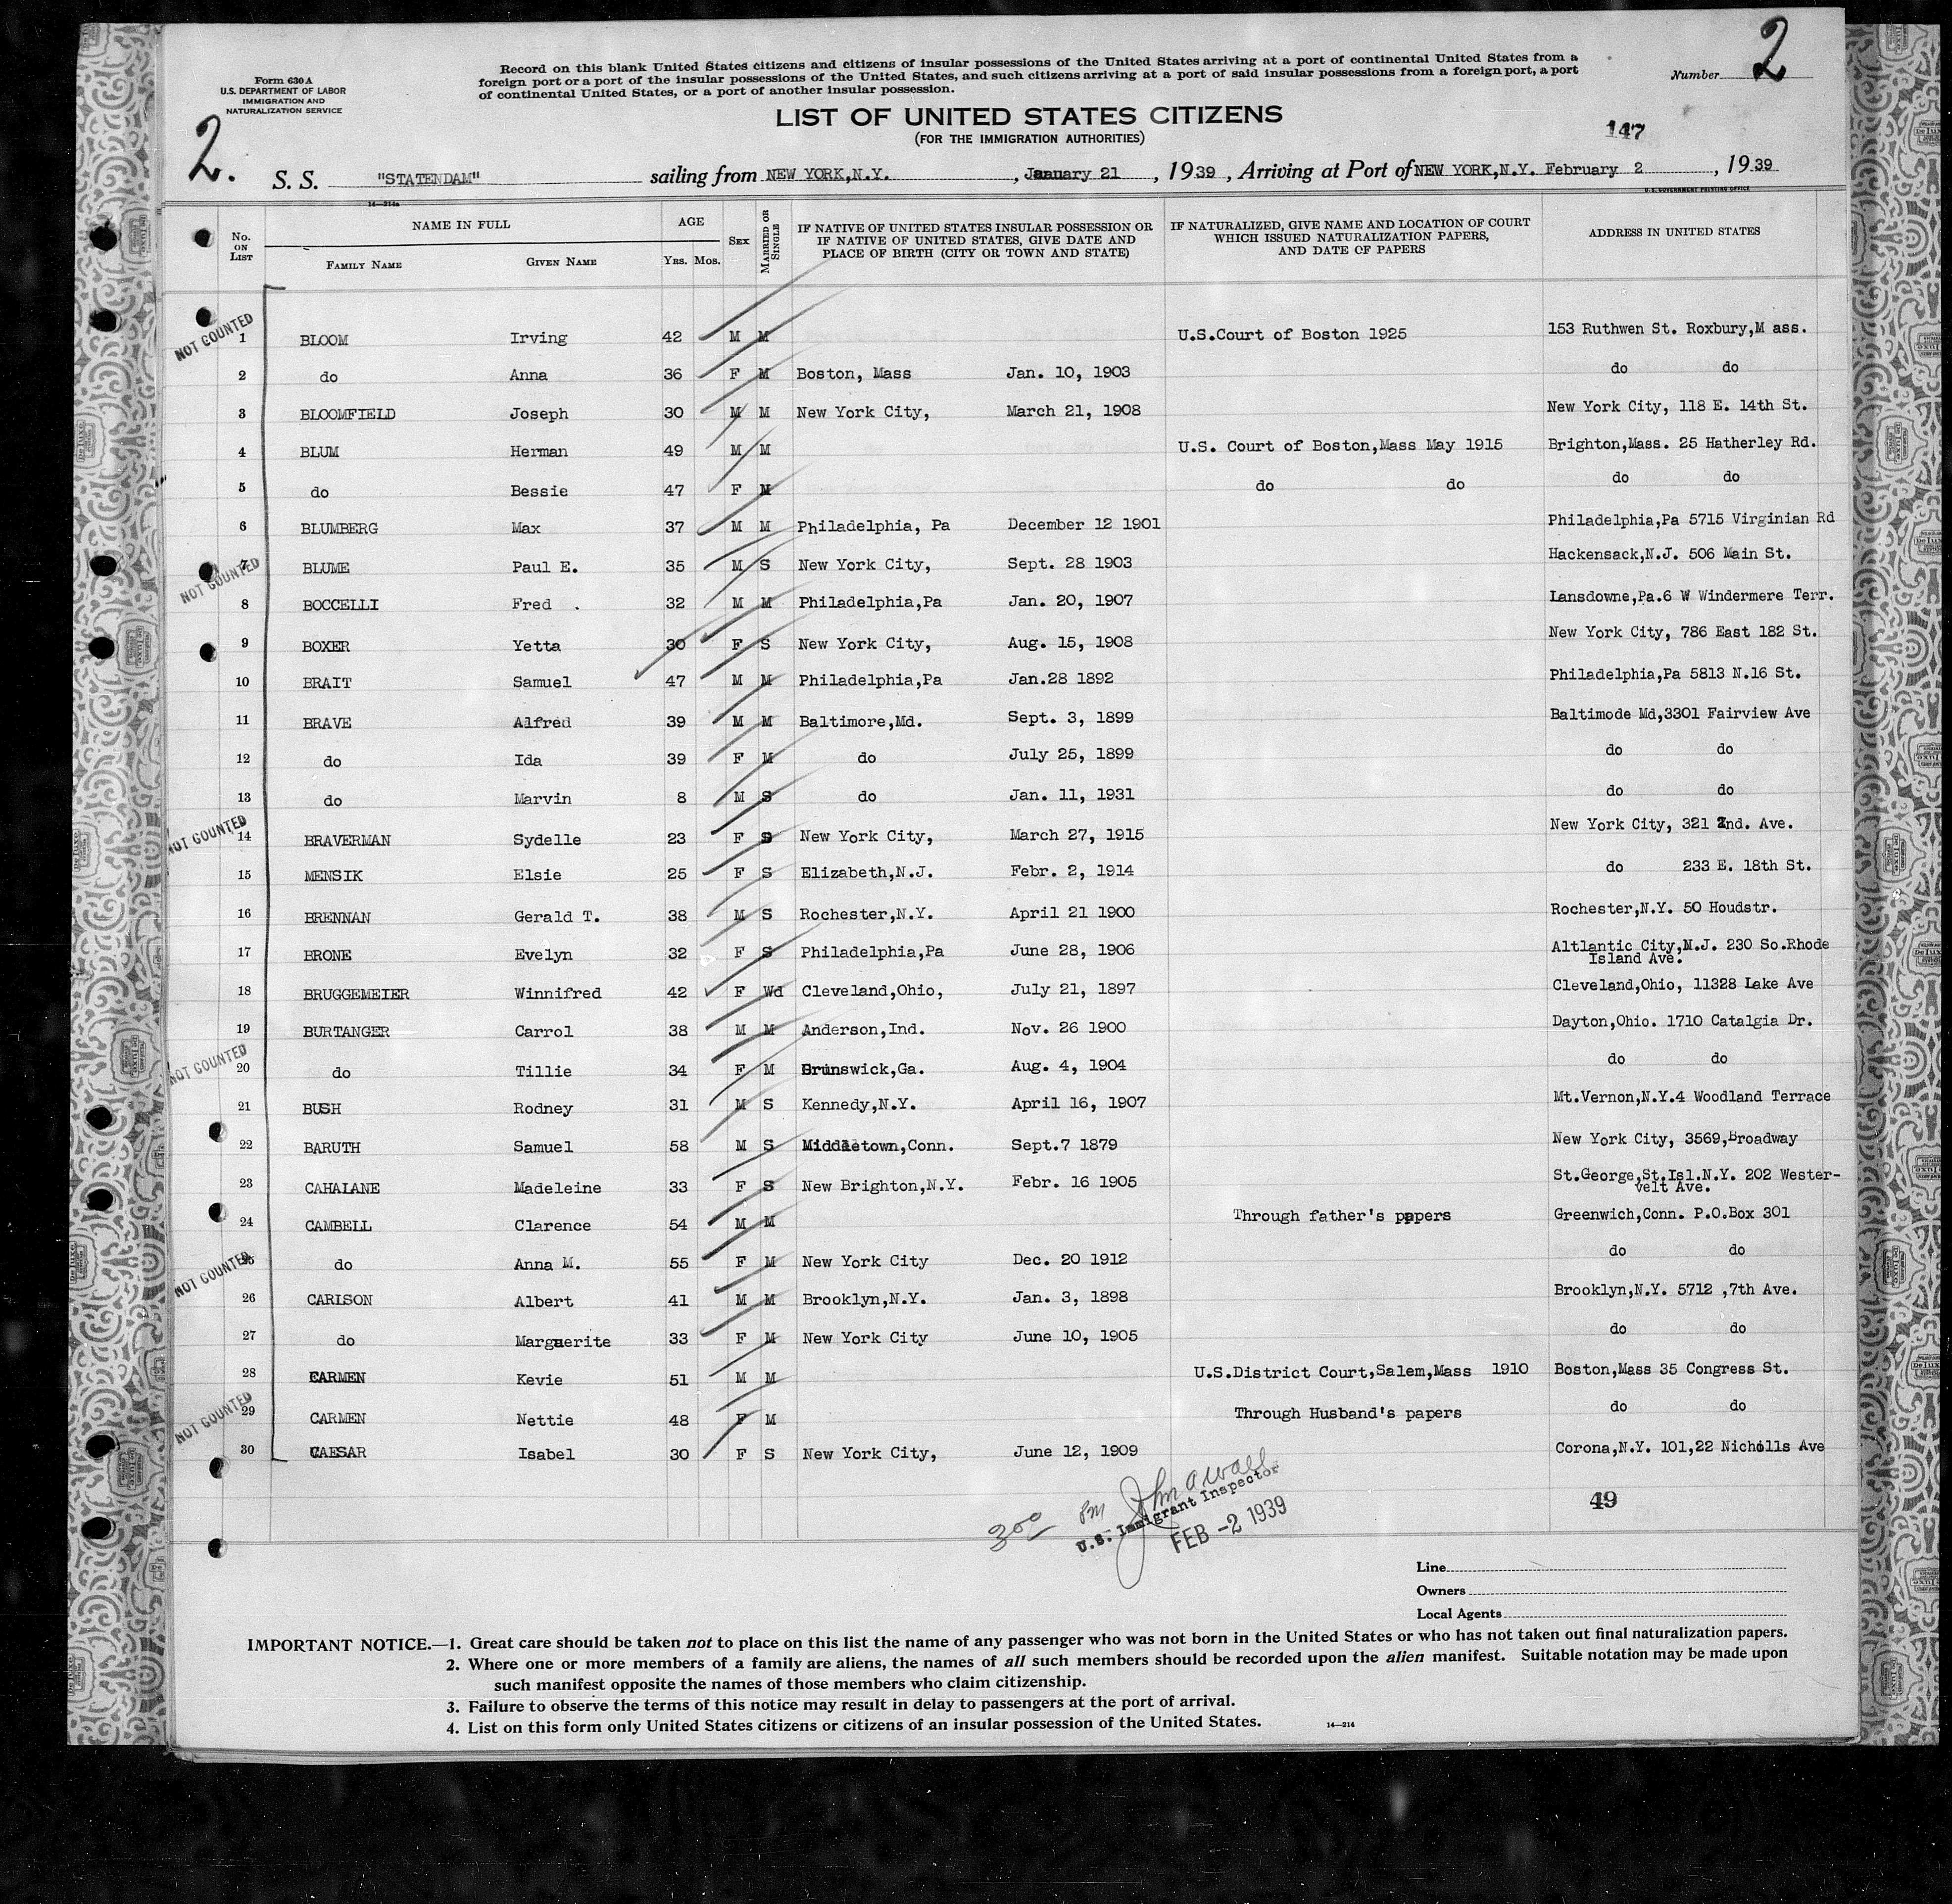 2
Form 630 A
U.S. DEPARTMENT OF LABOR
IMMIGRATION AND
NATURALIZATION SERVICE
Record on this blank United States citizens and citizens of insular possessions of the United States arriving at a port of continental United States from a
foreign port or a port of the insular possessions of the United States, and such citizens arriving at a port of said insular possessions from a foreign port, a port
of continental United States, or a port of another insular possession.
Number 2
LIST OF UNITED STATES CITIZENS
(FOR THE IMMIGRATION AUTHORITIES)
147
2.
S. S. "STATENDAM" sailing from NEW YORK,N.Y. , January 21 , 1939 , Arriving at Port of NEW YORK,N.Y. February 2 , 1939
14—214a
U.S. GOVERNMENT PRINTING OFFICE
No. ON LIST NAME IN FULL FAMILY NAME GIVEN NAME AGE YRS. MOS. SEX MARRIED OR SINGLE IF NATIVE OF UNITED STATES INSULAR POSSESSION OR IF NATIVE OF UNITED STATES, GIVE DATE AND PLACE OF BIRTH (CITY OR TOWN AND STATE) IF NATURALIZED, GIVE NAME AND LOCATION OF COURT WHICH ISSUED NATURALIZATION PAPERS, AND DATE OF PAPERS ADDRESS IN UNITED STATES
NOT COUNTED
1 BLOOM Irving 42 M M U.S.Court of Boston 1925 153 Ruthwen St. Roxbury,M ass.
2 do Anna 36 F M Boston, Mass Jan. 10, 1903 do do
3 BLOOMFIELD Joseph 30 M M New York City, March 21, 1908 New York City, 118 E. 14th St.
4 BLUM Herman 49 M M U.S. Court of Boston,Mass May 1915 Brighton,Mass. 25 Hatherley Rd.
5 do Bessie 47 F M do do do do
6 BLUMBERG Max 37 M M Philadelphia, Pa December 12 1901 Philadelphia,Pa 5715 Virginian Rd
NOT COUNTED
7 BLUME Paul E. 35 M S New York City, Sept. 28 1903 Hackensack,N.J. 506 Main St.
8 BOCCELLI Fred . 32 M M Philadelphia,Pa Jan. 20, 1907 Lansdowne,Pa.6 W Windermere Terr.
9 BOXER Yetta 30 F S New York City, Aug. 15, 1908 New York City, 786 East 182 St.
10 BRAIT Samuel 47 M M Philadelphia,Pa Jan.28 1892 Philadelphia,Pa 5813 N.16 St.
11 BRAVE Alfred 39 M M Baltimore,Md. Sept. 3, 1899 Baltimode Md,3301 Fairview Ave
12 do Ida 39 F M do July 25, 1899 do do
13 do Marvin 8 M S do Jan. 11, 1931 do do
NOT COUNTED
14 BRAVERMAN Sydelle 23 F S New York City, March 27, 1915 New York City, 321 2nd. Ave.
15 MENSIK Elsie 25 F S Elizabeth,N.J. Febr. 2, 1914 do 233 E. 18th St.
16 BRENNAN Gerald T. 38 M S Rochester,N.Y. April 21 1900 Rochester,N.Y. 50 Houdstr.
17 BRONE Evelyn 32 F S Philadelphia,Pa June 28, 1906 Altlantic City,N.J. 230 So.Rhode
Island Ave.
18 BRUGGEMEIER Winnifred 42 F Wd Cleveland,Ohio, July 21, 1897 Cleveland,Ohio, 11328 Lake Ave
19 BURTANGER Carrol 38 M M Anderson,Ind. Nov. 26 1900 Dayton,Ohio. 1710 Catalgia Dr.
NOT COUNTED
20 do Tillie 34 F M Brunswick,Ga. Aug. 4, 1904 do do
21 BUSH Rodney 31 M S Kennedy,N.Y. April 16, 1907 Mt.Vernon,N.Y.4 Woodland Terrace
22 BARUTH Samuel 58 M S Middletown,Conn. Sept.7 1879 New York City, 3569,Broadway
23 CAHALANE Madeleine 33 F S New Brighton,N.Y. Febr. 16 1905 St.George,St.Isl.N.Y. 202 Wester-
velt Ave.
24 CAMBELL Clarence 54 M M Through father's papers Greenwich,Conn. P.O.Box 301
NOT COUNTED
25 do Anna M. 55 F M New York City Dec. 20 1912 do do
26 CARLSON Albert 41 M M Brooklyn,N.Y. Jan. 3, 1898 Brooklyn,N.Y. 5712 ,7th Ave.
27 do Marguerite 33 F M New York City June 10, 1905 do do
28 CARMEN Kevie 51 M M U.S.District Court,Salem,Mass 1910 Boston,Mass 35 Congress St.
NOT COUNTED
29 CARMEN Nettie 48 F M Through Husband's papers do do
30 CAESAR Isabel 30 F S New York City, June 12, 1909 Corona,N.Y. 101,22 Nicholls Ave
300 Pm John A Wall
U.S. Immigrant Inspector
FEB -2 1939
49
Line
Owners
Local Agents
IMPORTANT NOTICE.—1. Great care should be taken not to place on this list the name of any passenger who was not born in the United States or who has not taken out final naturalization papers.
2. Where one or more members of a family are aliens, the names of all such members should be recorded upon the alien manifest. Suitable notation may be made upon
such manifest opposite the names of those members who claim citizenship.
3. Failure to observe the terms of this notice may result in delay to passengers at the port of arrival.
4. List on this form only United States citizens or citizens of an insular possession of the United States.
14—214